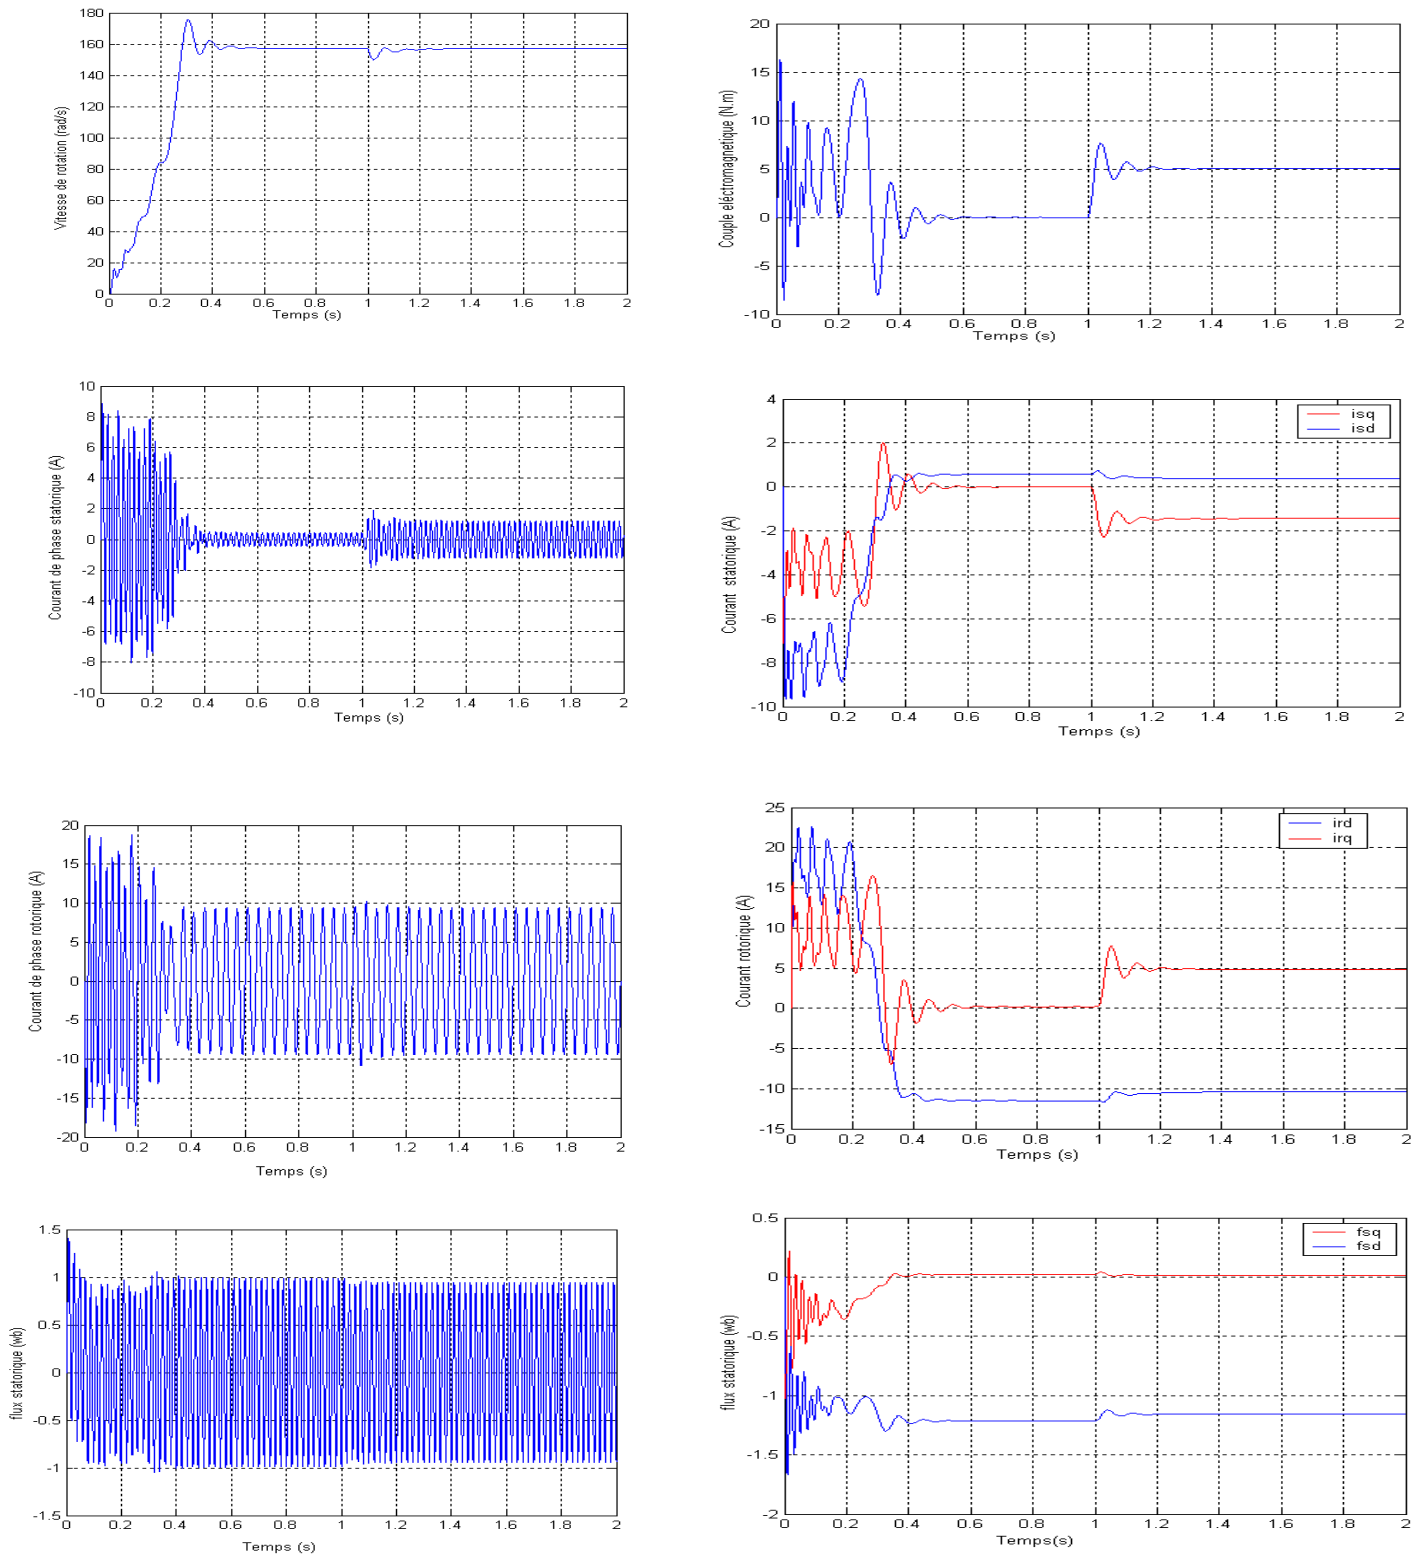 180
160
140
120
100
80
60
40
20
0
Vitesse de rotation (rad/s)
0 0.2 0.4 0.6 0.8 1 1.2 1.4 1.6 1.8 2
Temps (s)
20
15
10
5
0
-5
-10
Couple eléctromagnetique (N.m)
0 0.2 0.4 0.6 0.8 1 1.2 1.4 1.6 1.8 2
Temps (s)
10
8
6
4
2
0
-2
-4
-6
-8
-10
Courant de phase statorique (A)
0 0.2 0.4 0.6 0.8 1 1.2 1.4 1.6 1.8 2
Temps (s)
4
2
0
-2
-4
-6
-8
-10
Courant statorique (A)
isq
isd
0 0.2 0.4 0.6 0.8 1 1.2 1.4 1.6 1.8 2
Temps (s)
20
15
10
5
0
-5
-10
-15
-20
Courant de phase rotorique (A)
0 0.2 0.4 0.6 0.8 1 1.2 1.4 1.6 1.8 2
Temps (s)
25
20
15
10
5
0
-5
-10
-15
Courant rotorique (A)
ird
irq
0 0.2 0.4 0.6 0.8 1 1.2 1.4 1.6 1.8 2
Temps (s)
1.5
1
0.5
0
-0.5
-1
-1.5
flux statorique (wb)
0 0.2 0.4 0.6 0.8 1 1.2 1.4 1.6 1.8 2
Temps (s)
0.5
0
-0.5
-1
-1.5
-2
flux statorique (wb)
fsq
fsd
0 0.2 0.4 0.6 0.8 1 1.2 1.4 1.6 1.8 2
Temps(s)